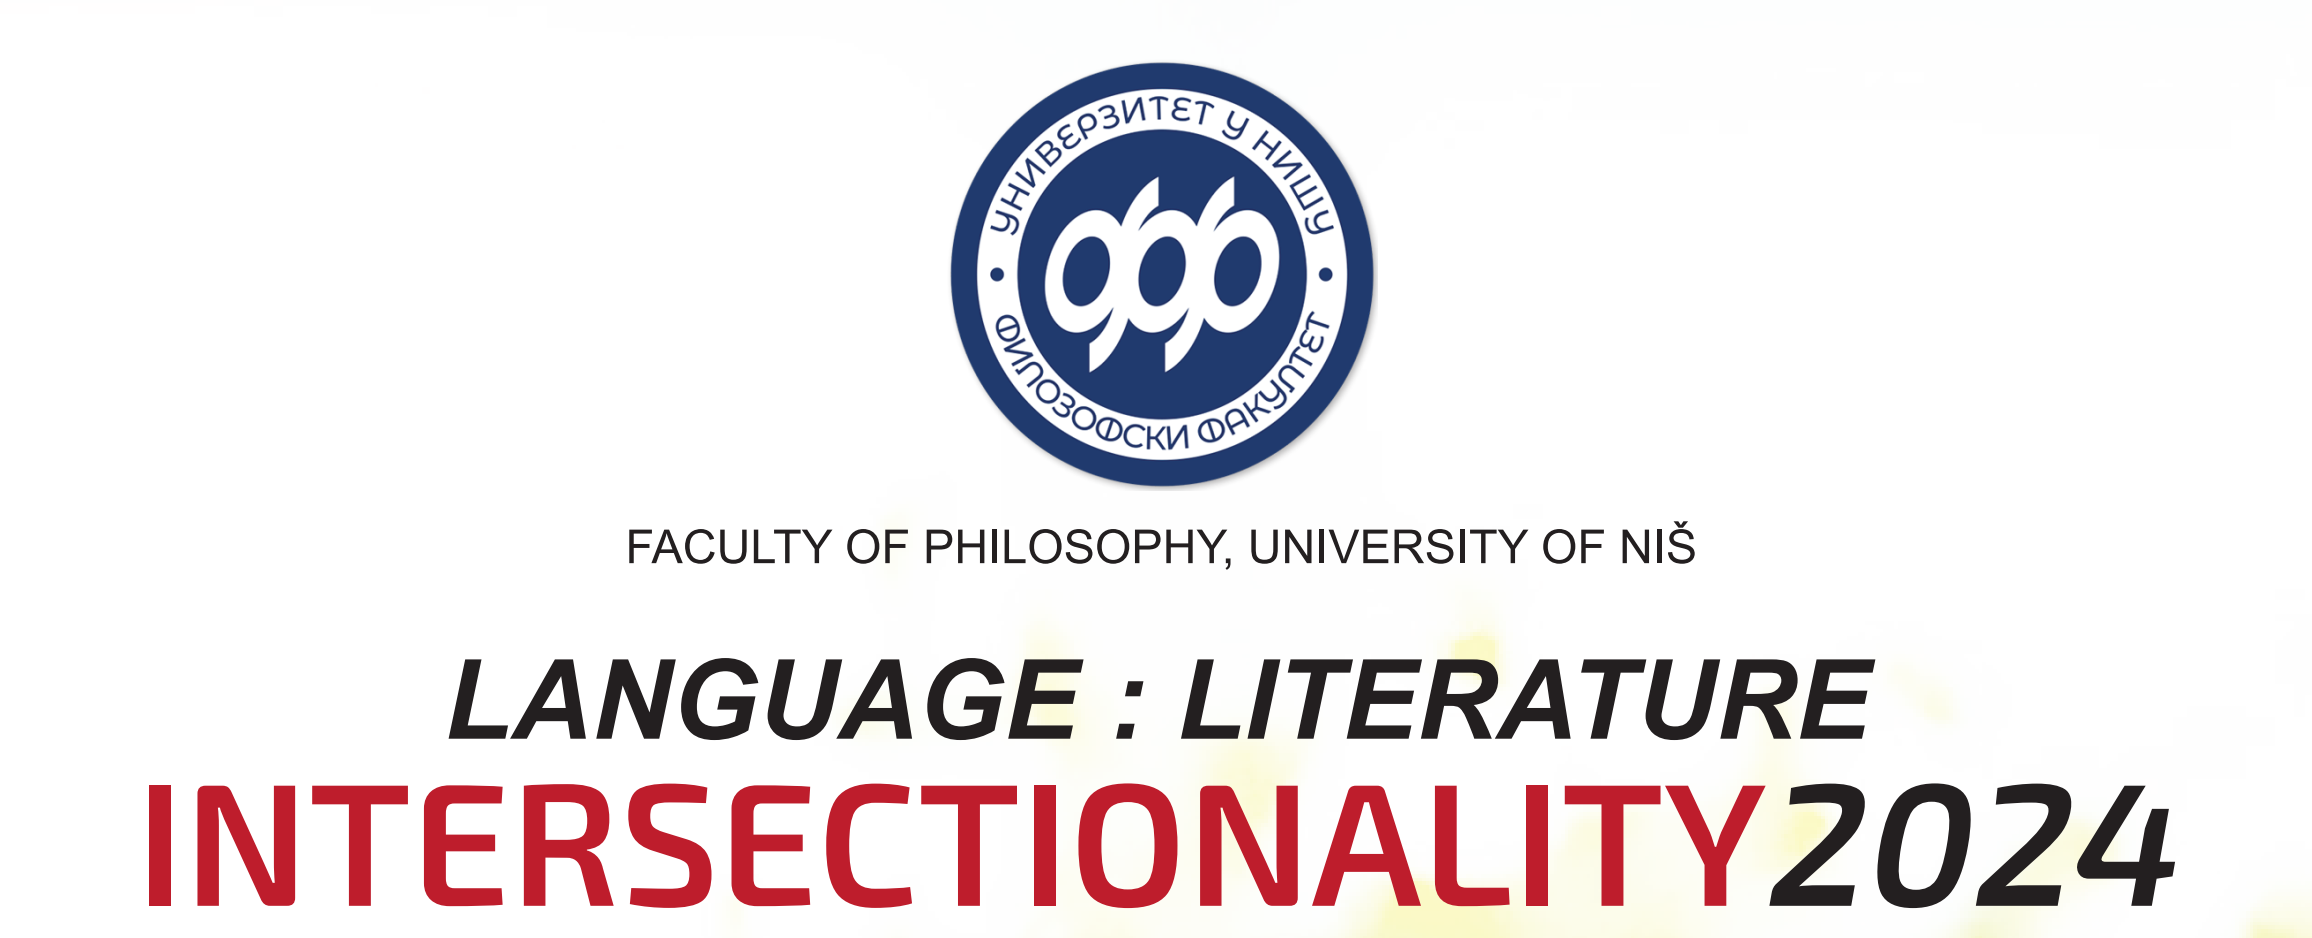 УНИВЕРЗИТЕТ У НИШУ
ФИЛОЗОФСКИ ФАКУЛТЕТ
FACULTY OF PHILOSOPHY, UNIVERSITY OF NIŠ
LANGUAGE : LITERATURE
INTERSECTIONALITY2024